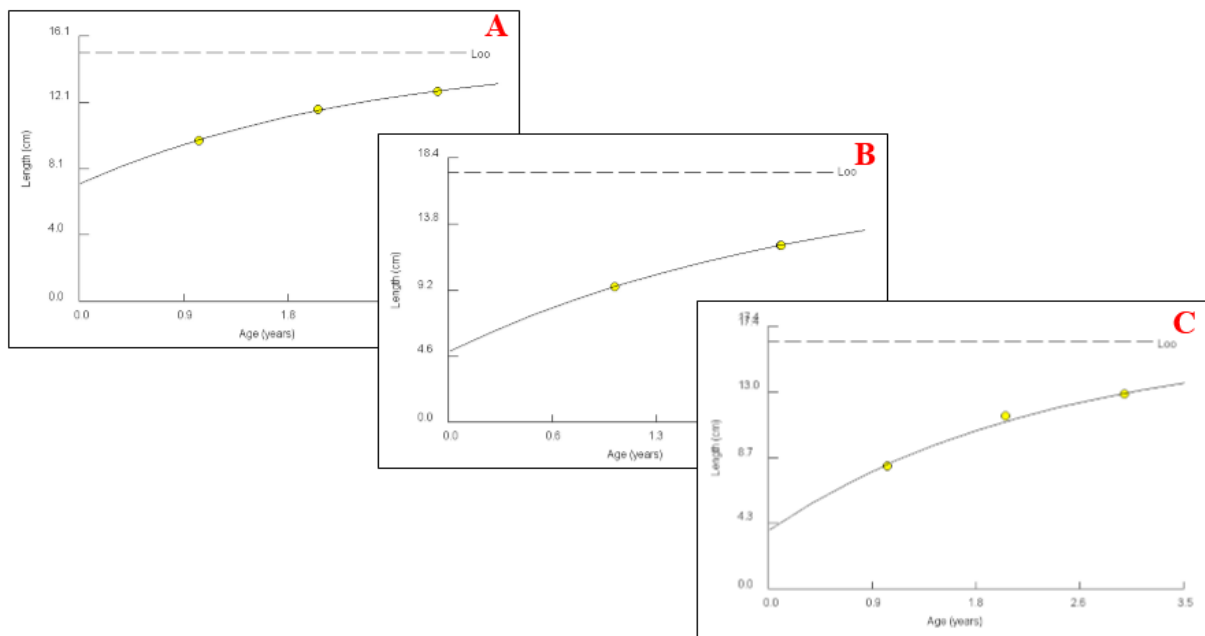 A
16.1
Loo
12.1
Length (cm)
8.1
4.0
0.0
0.0 0.9 1.8
Age (years)
B
18.4
Loo
13.8
Length (cm)
9.2
4.6
0.0
0.0 0.6 1.3
Age (years)
C
17.4
Loo
13.0
Length (cm)
8.7
4.3
0.0
0.0 0.9 1.8 2.6 3.5
Age (years)